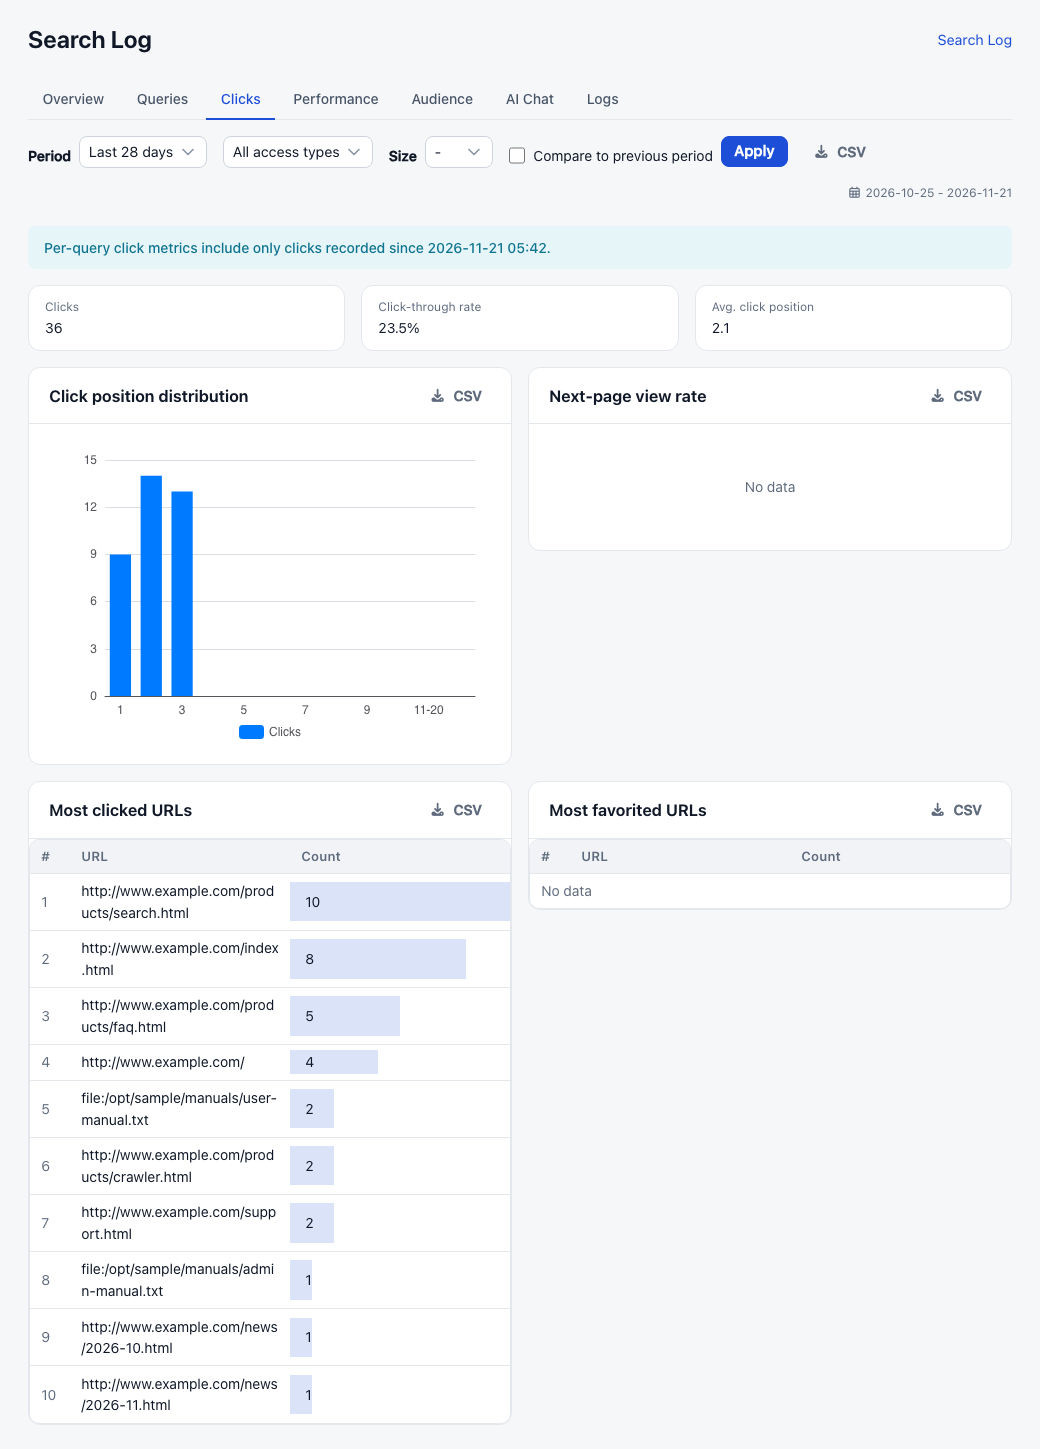 Search Log
Search Log
Overview Queries Clicks Performance Audience AI Chat Logs
Period Last 28 days All access types Size - Compare to previous period Apply CSV
2026-10-25 - 2026-11-21
Per-query click metrics include only clicks recorded since 2026-11-21 05:42.
Clicks
36
Click-through rate
23.5%
Avg. click position
2.1
Click position distribution CSV
15
12
9
6
3
0
1 3 5 7 9 11-20
Clicks
Next-page view rate CSV
No data
Most clicked URLs CSV
# URL Count
1 http://www.example.com/prod
ucts/search.html 10
2 http://www.example.com/index
.html 8
3 http://www.example.com/prod
ucts/faq.html 5
4 http://www.example.com/ 4
5 file:/opt/sample/manuals/user-
manual.txt 2
6 http://www.example.com/prod
ucts/crawler.html 2
7 http://www.example.com/supp
ort.html 2
8 file:/opt/sample/manuals/admi
n-manual.txt 1
9 http://www.example.com/news
/2026-10.html 1
10 http://www.example.com/news
/2026-11.html 1
Most favorited URLs CSV
# URL Count
No data